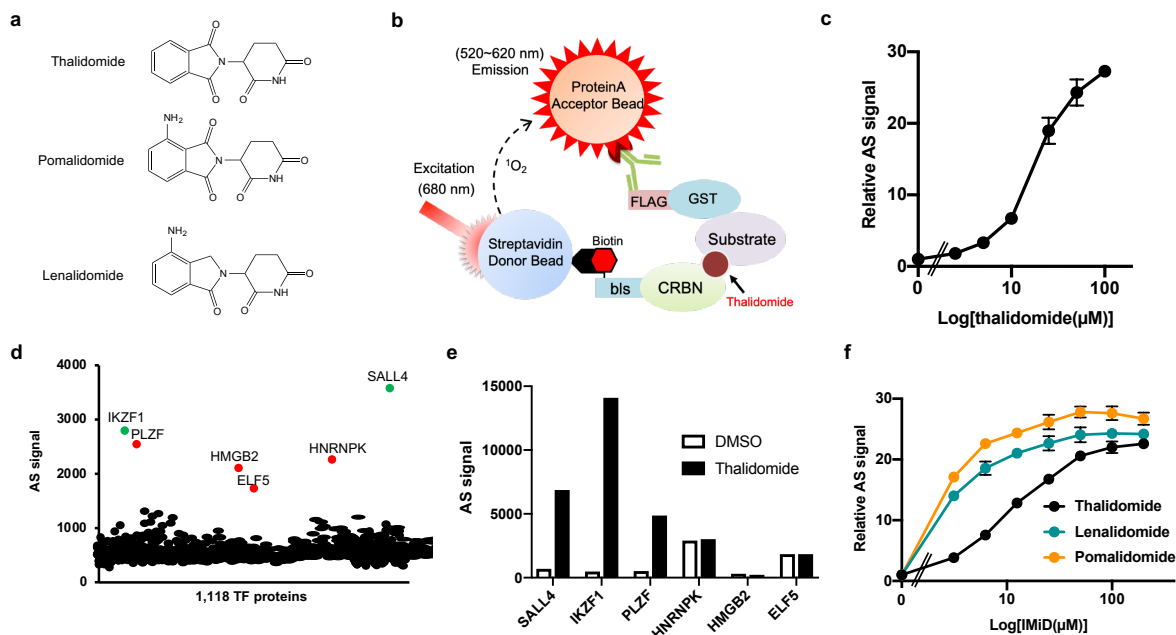 a
Thalidomide
O
O
N
NH
O
O
Pomalidomide
NH₂
O
O
N
NH
O
O
Lenalidomide
NH₂
N
O
O
NH
O
b
(520~620 nm)
Emission
ProteinA
Acceptor Bead
Excitation
(680 nm)
¹O₂
FLAG
GST
Streptavidin
Donor Bead
Biotin
Substrate
bls
CRBN
Thalidomide
c
Relative AS signal
30
20
10
0
0 10 100
Log[thalidomide(µM)]
d
AS signal
4000
3000
2000
1000
0
IKZF1
PLZF
HMGB2
ELF5
HNRNPK
SALL4
1,118 TF proteins
e
AS signal
15000
10000
5000
0
DMSO
Thalidomide
SALL4
IKZF1
PLZF
HNRNPK
HMGB2
ELF5
f
Relative AS signal
30
20
10
0
Thalidomide
Lenalidomide
Pomalidomide
0 10 100
Log[IMiD(µM)]